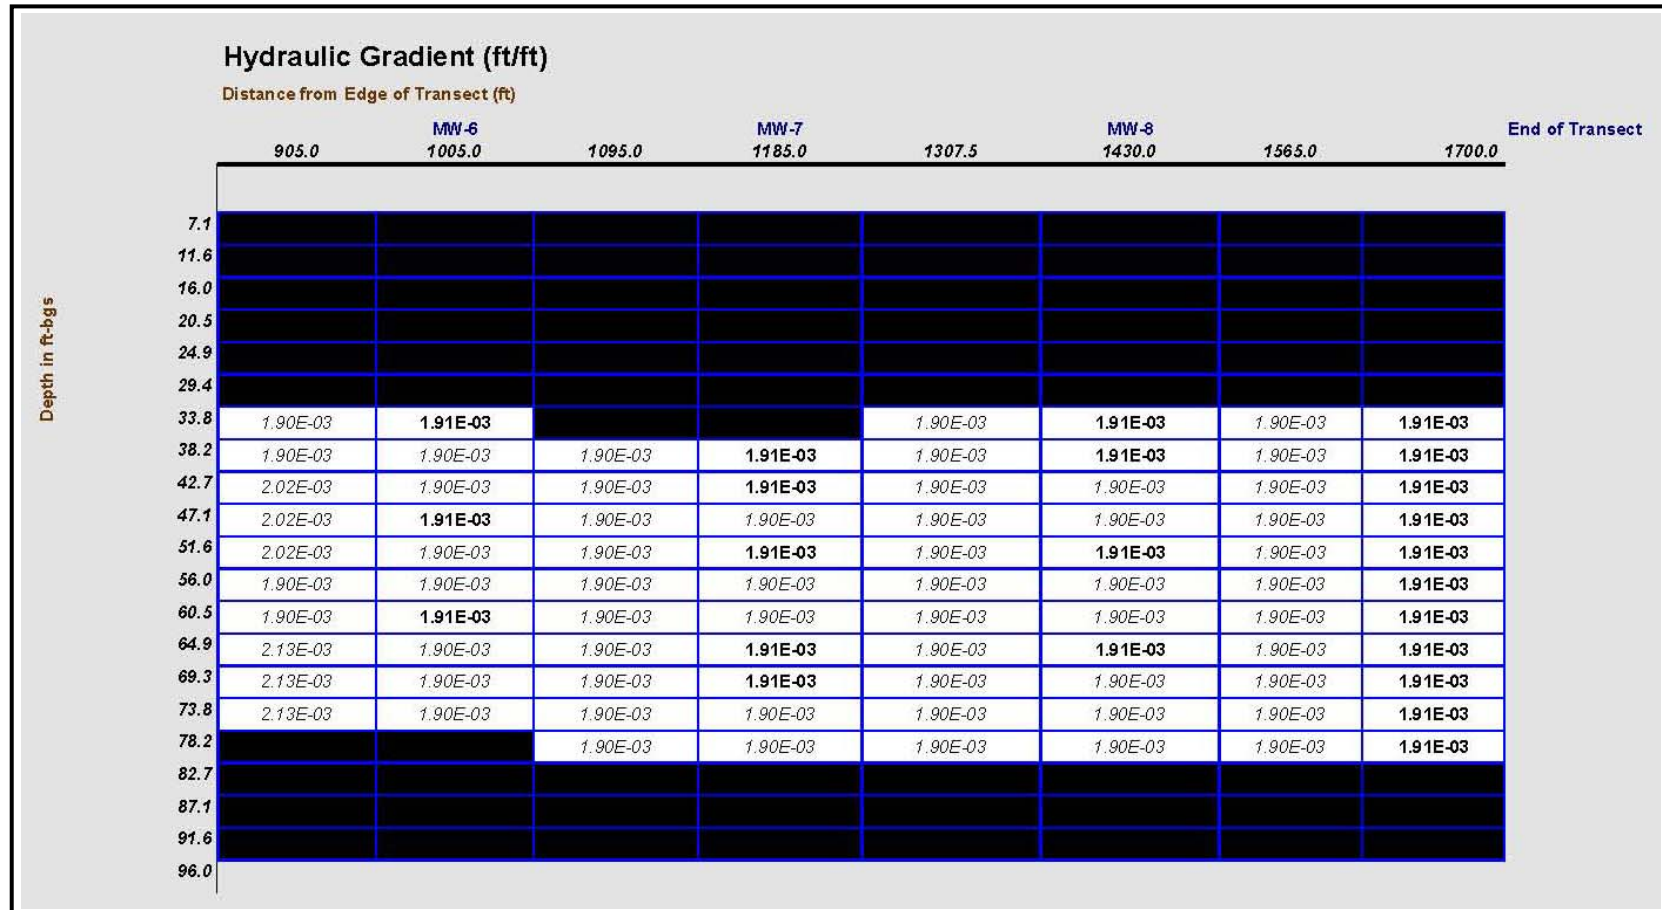 Hydraulic Gradient (ft/ft)
Distance from Edge of Transect (ft)
MW-6 MW-7 MW-8 End of Transect
905.0 1005.0 1095.0 1185.0 1307.5 1430.0 1565.0 1700.0
Depth in ft-bgs
7.1
11.6
16.0
20.5
24.9
29.4
33.8 1.90E-03 1.91E-03 1.90E-03 1.91E-03 1.90E-03 1.91E-03
38.2 1.90E-03 1.90E-03 1.90E-03 1.91E-03 1.90E-03 1.91E-03 1.90E-03 1.91E-03
42.7 2.02E-03 1.90E-03 1.90E-03 1.91E-03 1.90E-03 1.90E-03 1.90E-03 1.91E-03
47.1 2.02E-03 1.91E-03 1.90E-03 1.90E-03 1.90E-03 1.90E-03 1.90E-03 1.91E-03
51.6 2.02E-03 1.90E-03 1.90E-03 1.91E-03 1.90E-03 1.91E-03 1.90E-03 1.91E-03
56.0 1.90E-03 1.90E-03 1.90E-03 1.90E-03 1.90E-03 1.90E-03 1.90E-03 1.91E-03
60.5 1.90E-03 1.91E-03 1.90E-03 1.90E-03 1.90E-03 1.90E-03 1.90E-03 1.91E-03
64.9 2.13E-03 1.90E-03 1.90E-03 1.91E-03 1.90E-03 1.91E-03 1.90E-03 1.91E-03
69.3 2.13E-03 1.90E-03 1.90E-03 1.91E-03 1.90E-03 1.90E-03 1.90E-03 1.91E-03
73.8 2.13E-03 1.90E-03 1.90E-03 1.90E-03 1.90E-03 1.90E-03 1.90E-03 1.91E-03
78.2 1.90E-03 1.90E-03 1.90E-03 1.90E-03 1.90E-03 1.91E-03
82.7
87.1
91.6
96.0